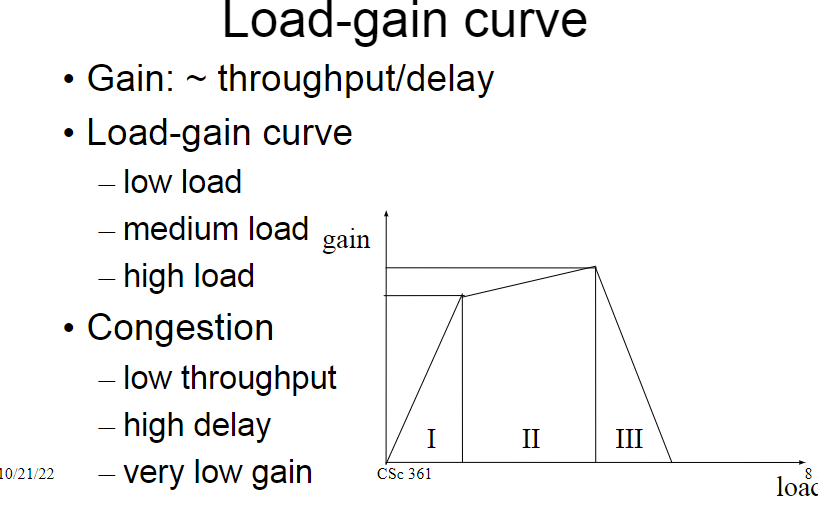 Load-gain curve
• Gain: ~ throughput/delay
• Load-gain curve
– low load
– medium load
– high load
• Congestion
– low throughput
– high delay
– very low gain
gain
I II III
load
10/21/22 CSc 361 8